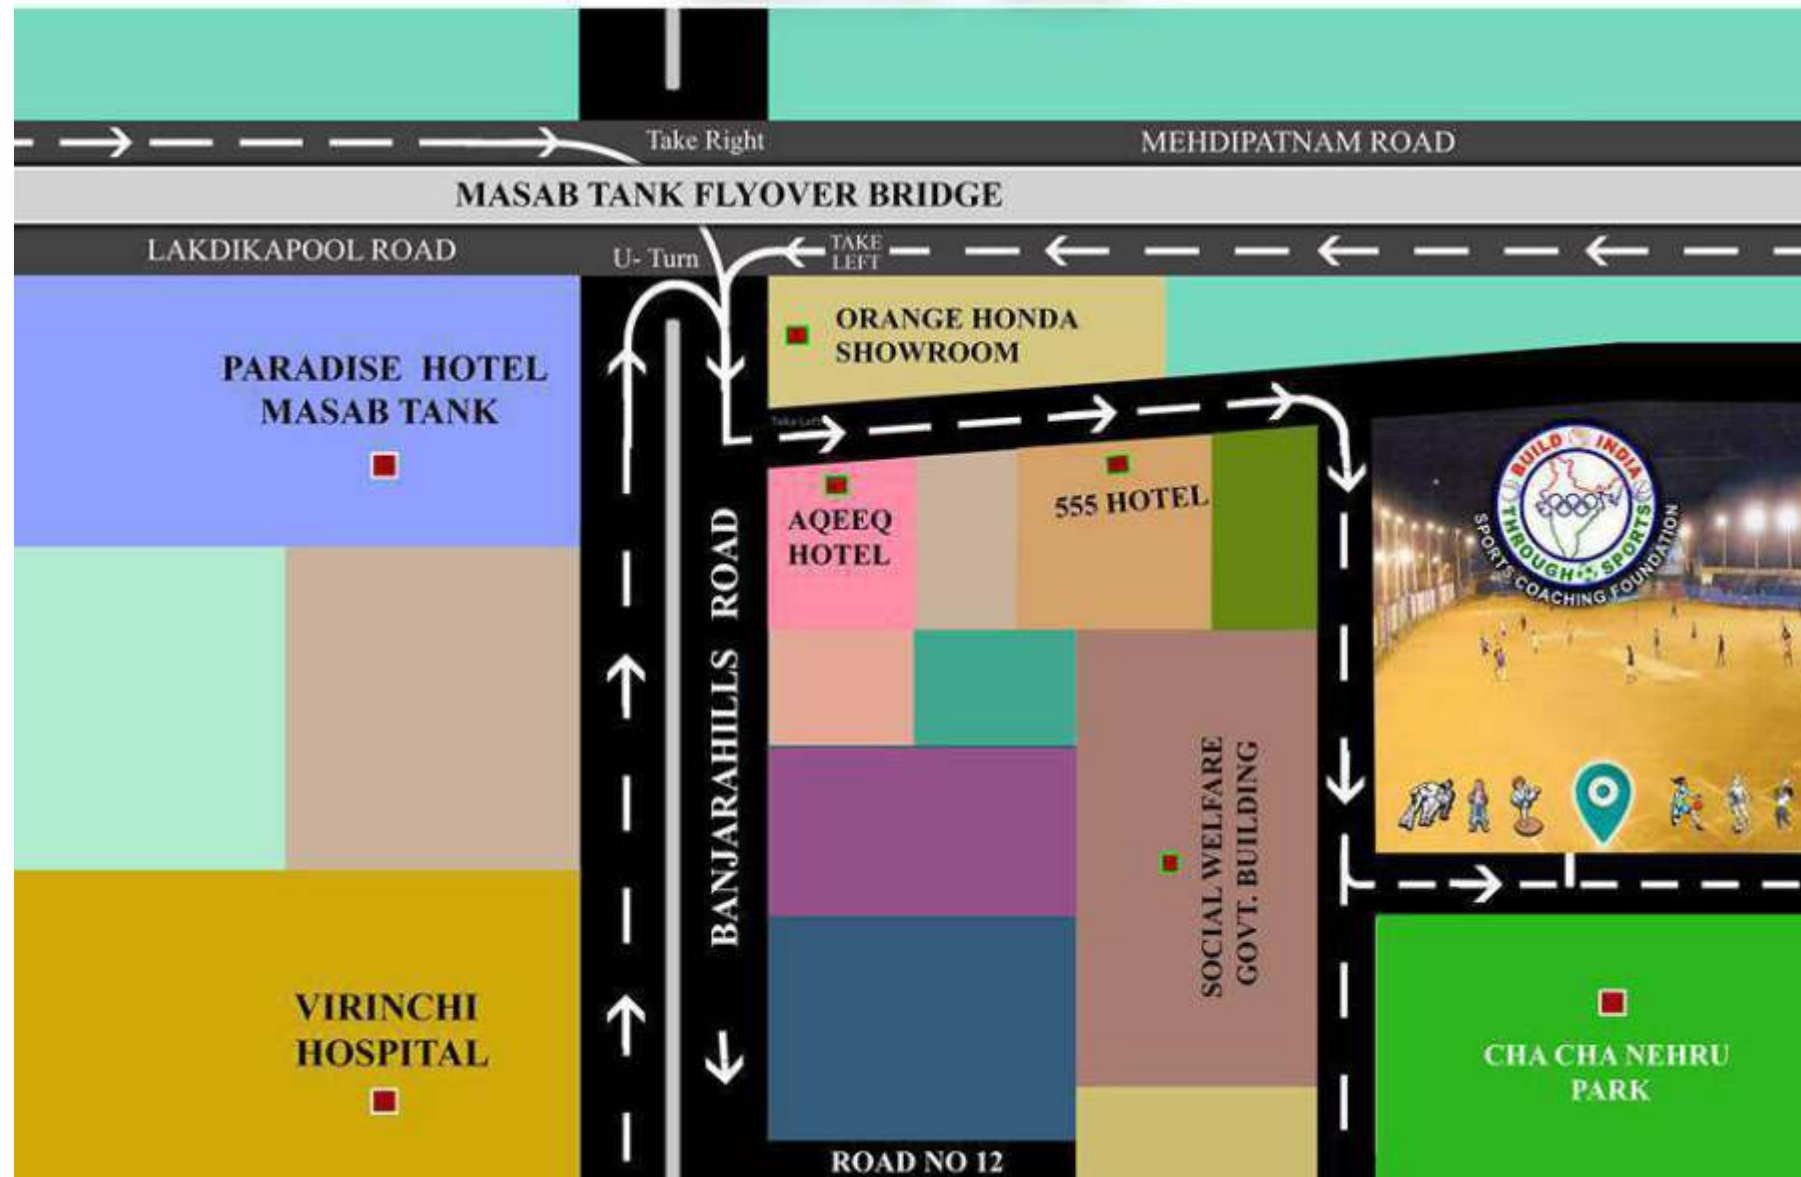 Take Right
MEHDIPATNAM ROAD
MASAB TANK FLYOVER BRIDGE
LAKDIKAPOOL ROAD
U- Turn
TAKE
LEFT
ORANGE HONDA
SHOWROOM
PARADISE HOTEL
MASAB TANK
Take Left
AQEEQ
HOTEL
555 HOTEL
BUILD INDIA
THROUGH SPORTS
SPORTS COACHING FOUNDATION
BANJARAHILLS ROAD
SOCIAL WELFARE
GOVT. BUILDING
VIRINCHI
HOSPITAL
CHA CHA NEHRU
PARK
ROAD NO 12